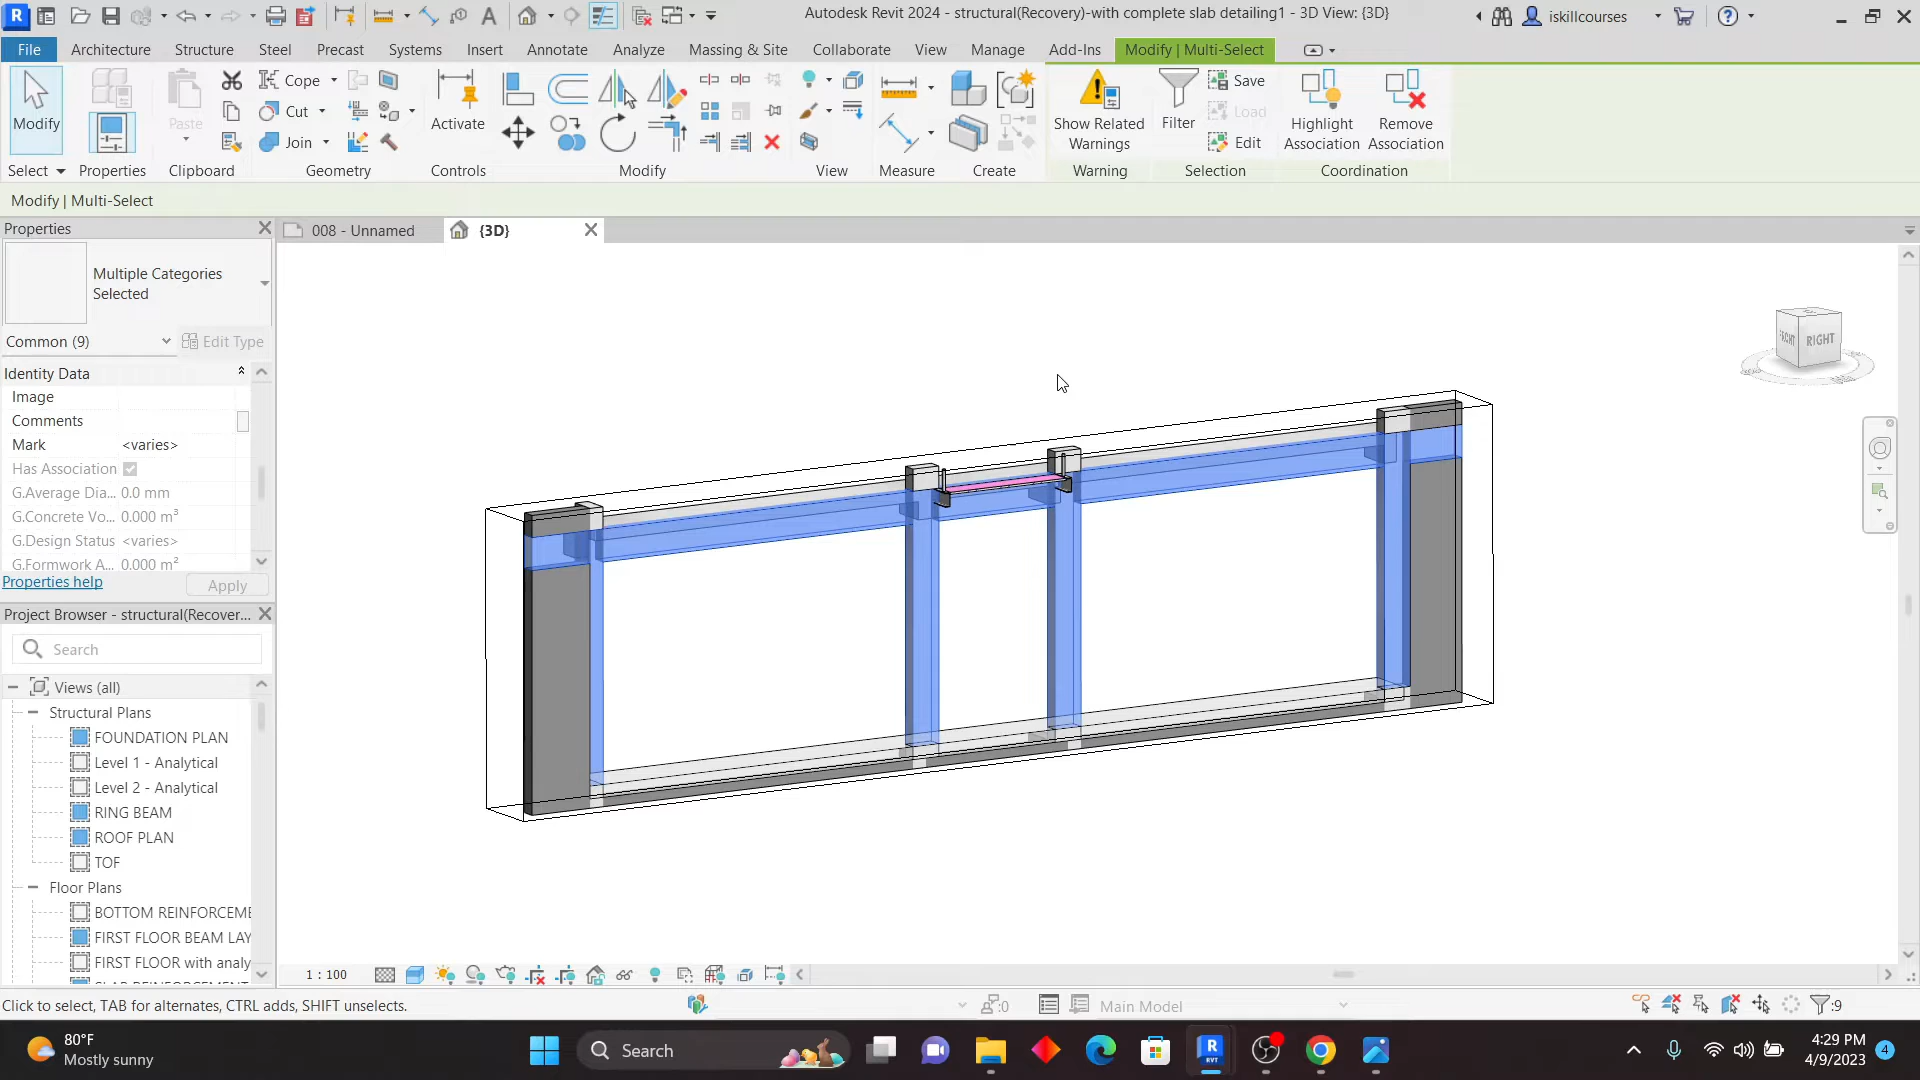 Autodesk Revit 2024 - structural(Recovery)-with complete slab detailing1 - 3D View: {3D}
iskillcourses
File Architecture Structure Steel Precast Systems Insert Annotate Analyze Massing & Site Collaborate View Manage Add-Ins Modify | Multi-Select
Modify
Paste
Cope
Cut
Join
Activate
Show Related
Warnings
Filter
Save
Load
Edit
Highlight
Association
Remove
Association
Select Properties Clipboard Geometry Controls Modify View Measure Create Warning Selection Coordination
Modify | Multi-Select
Properties
008 - Unnamed
{3D}
Multiple Categories
Selected
Common (9)
Edit Type
Identity Data
Image
Comments
Mark <varies>
Has Association
G.Average Dia... 0.0 mm
G.Concrete Vo... 0.000 m³
G.Design Status <varies>
G.Formwork A... 0.000 m²
Properties help
Apply
Project Browser - structural(Recover...
Search
Views (all)
Structural Plans
FOUNDATION PLAN
Level 1 - Analytical
Level 2 - Analytical
RING BEAM
ROOF PLAN
TOF
Floor Plans
BOTTOM REINFORCEME
FIRST FLOOR BEAM LAY
FIRST FLOOR with analy
FRONT
RIGHT
1 : 100
Click to select, TAB for alternates, CTRL adds, SHIFT unselects.
:0
Main Model
:9
80°F
Mostly sunny
Search
R
RVT
4:29 PM
4/9/2023
4